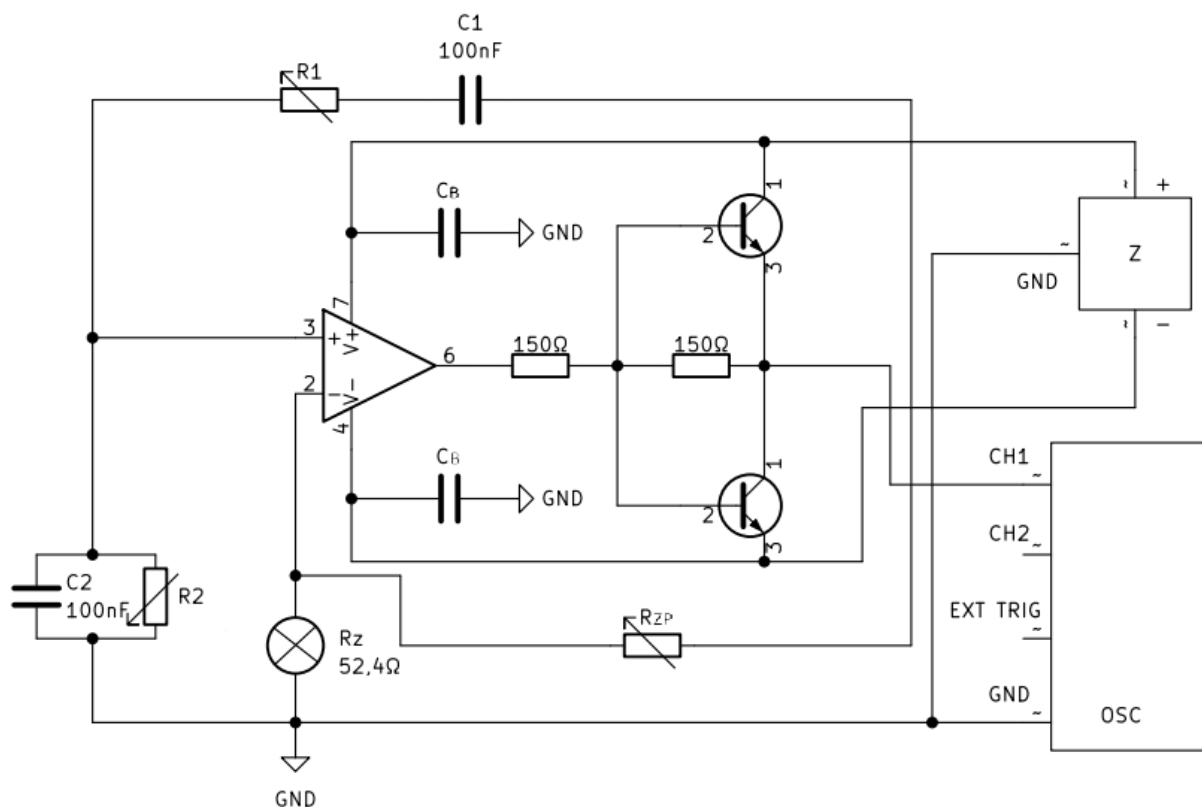 C1
100nF
R1
1
~
+
CB
GND
2
~
Z
3
GND
7
3
+
V+
150Ω
150Ω
6
2
−
V-
~
−
4
1
CH1
~
CB
GND
2
CH2
~
3
C2
100nF
R2
EXT TRIG
~
RZP
Rz
52,4Ω
GND
~
OSC
GND